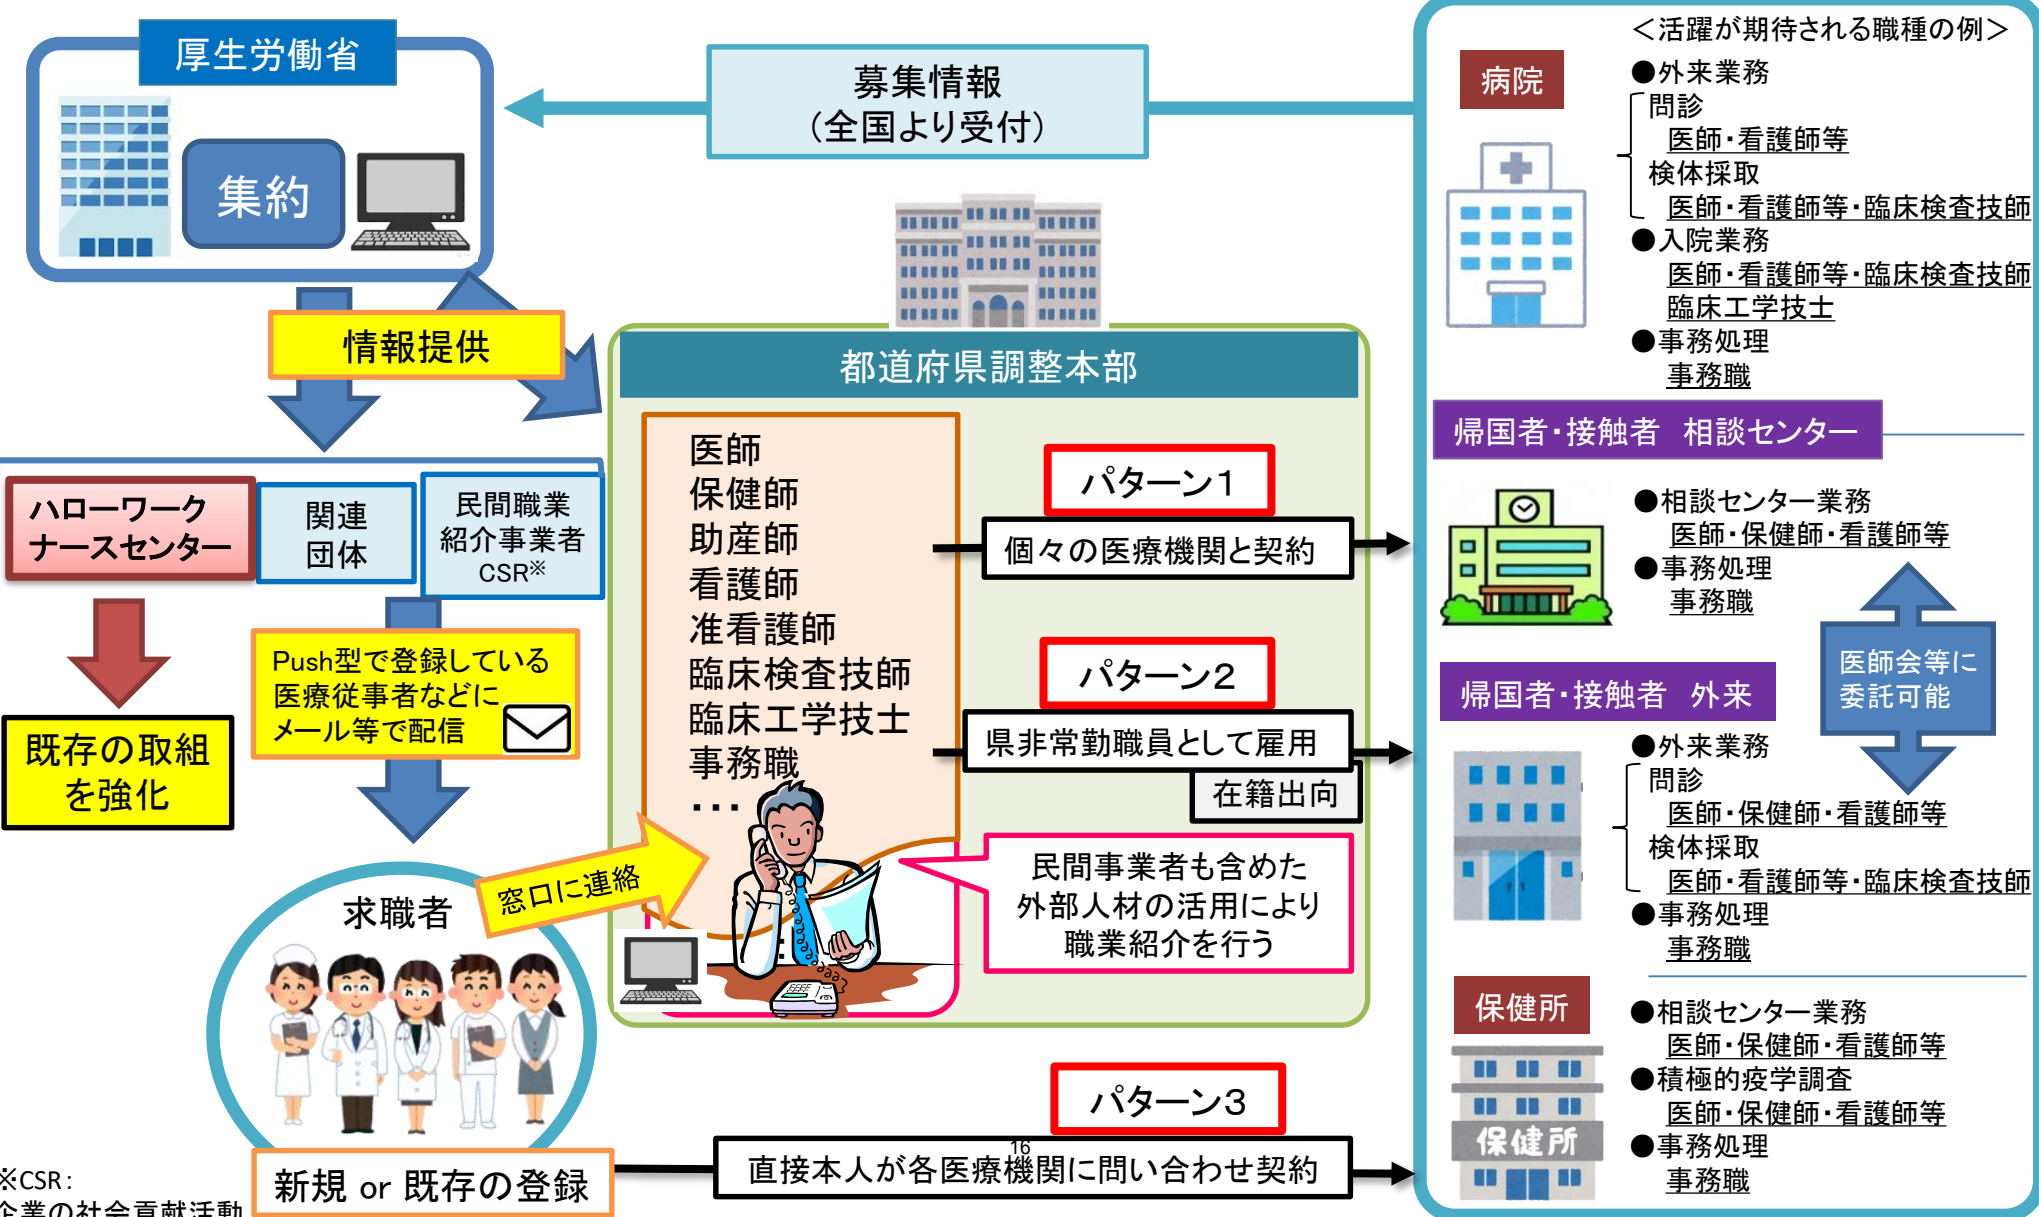 厚生労働省
集約
募集情報
(全国より受付)
情報提供
都道府県調整本部
ハローワーク
ナースセンター
関連
団体
民間職業
紹介事業者
CSR※
既存の取組
を強化
Push型で登録している
医療従事者などに
メール等で配信
求職者
窓口に連絡
新規 or 既存の登録
※CSR:
企業の社会貢献活動
医師
保健師
助産師
看護師
准看護師
臨床検査技師
臨床工学技士
事務職
・・・
パターン1
個々の医療機関と契約
パターン2
県非常勤職員として雇用
在籍出向
民間事業者も含めた
外部人材の活用により
職業紹介を行う
パターン3
直接本人が各医療機関に問い合わせ契約
16
<活躍が期待される職種の例>
病院
●外来業務
問診
医師・看護師等
検体採取
医師・看護師等・臨床検査技師
●入院業務
医師・看護師等・臨床検査技師
臨床工学技士
●事務処理
事務職
帰国者・接触者 相談センター
●相談センター業務
医師・保健師・看護師等
●事務処理
事務職
医師会等に
委託可能
帰国者・接触者 外来
●外来業務
問診
医師・保健師・看護師等
検体採取
医師・看護師等・臨床検査技師
●事務処理
事務職
保健所
保健所
●相談センター業務
医師・保健師・看護師等
●積極的疫学調査
医師・保健師・看護師等
●事務処理
事務職